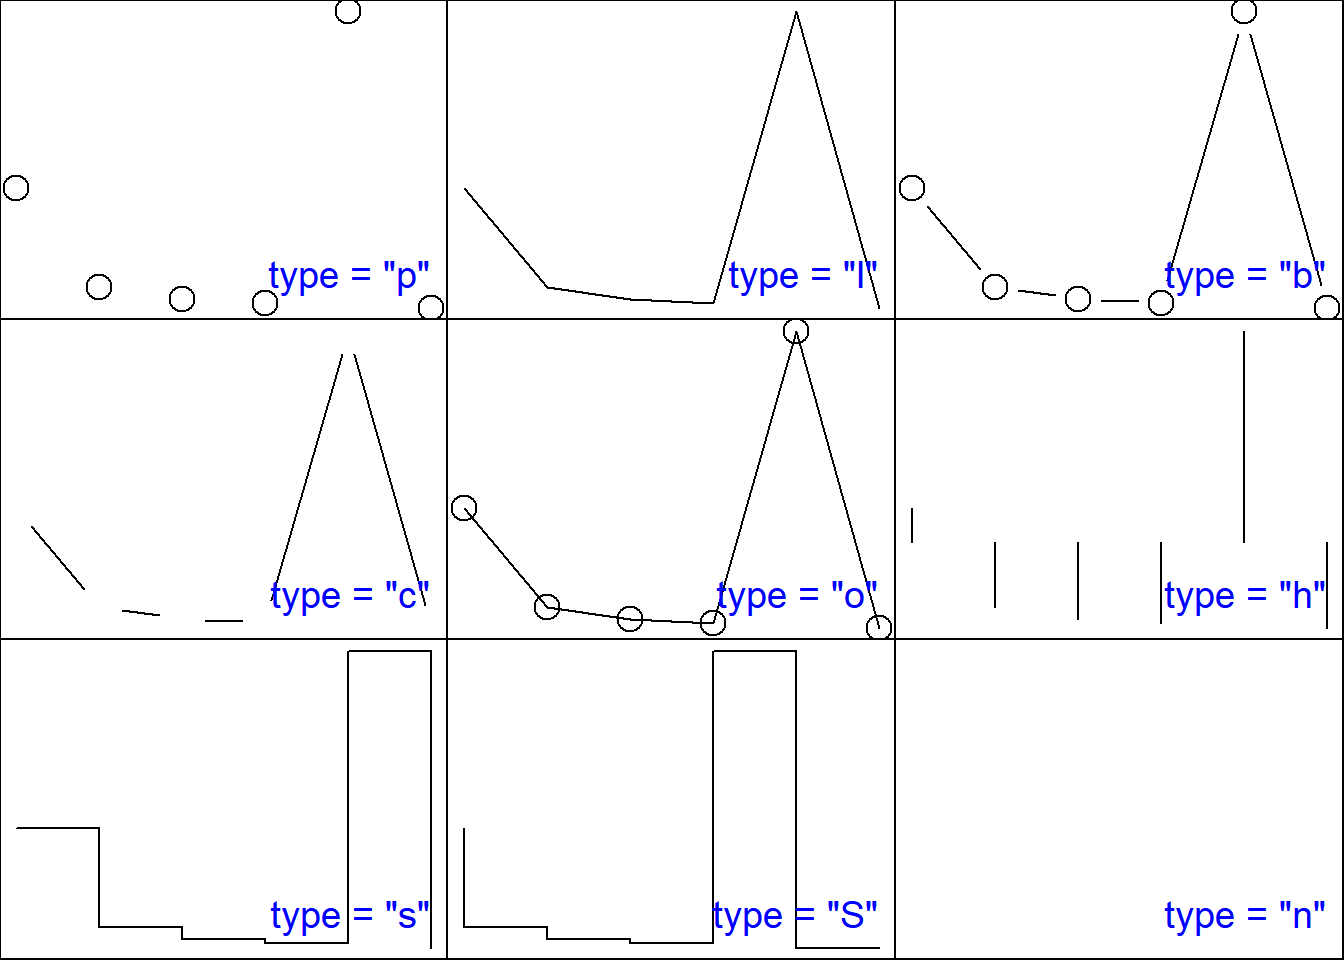 type = "p"
type = "l"
type = "b"
type = "c"
type = "o"
type = "h"
type = "s"
type = "S"
type = "n"